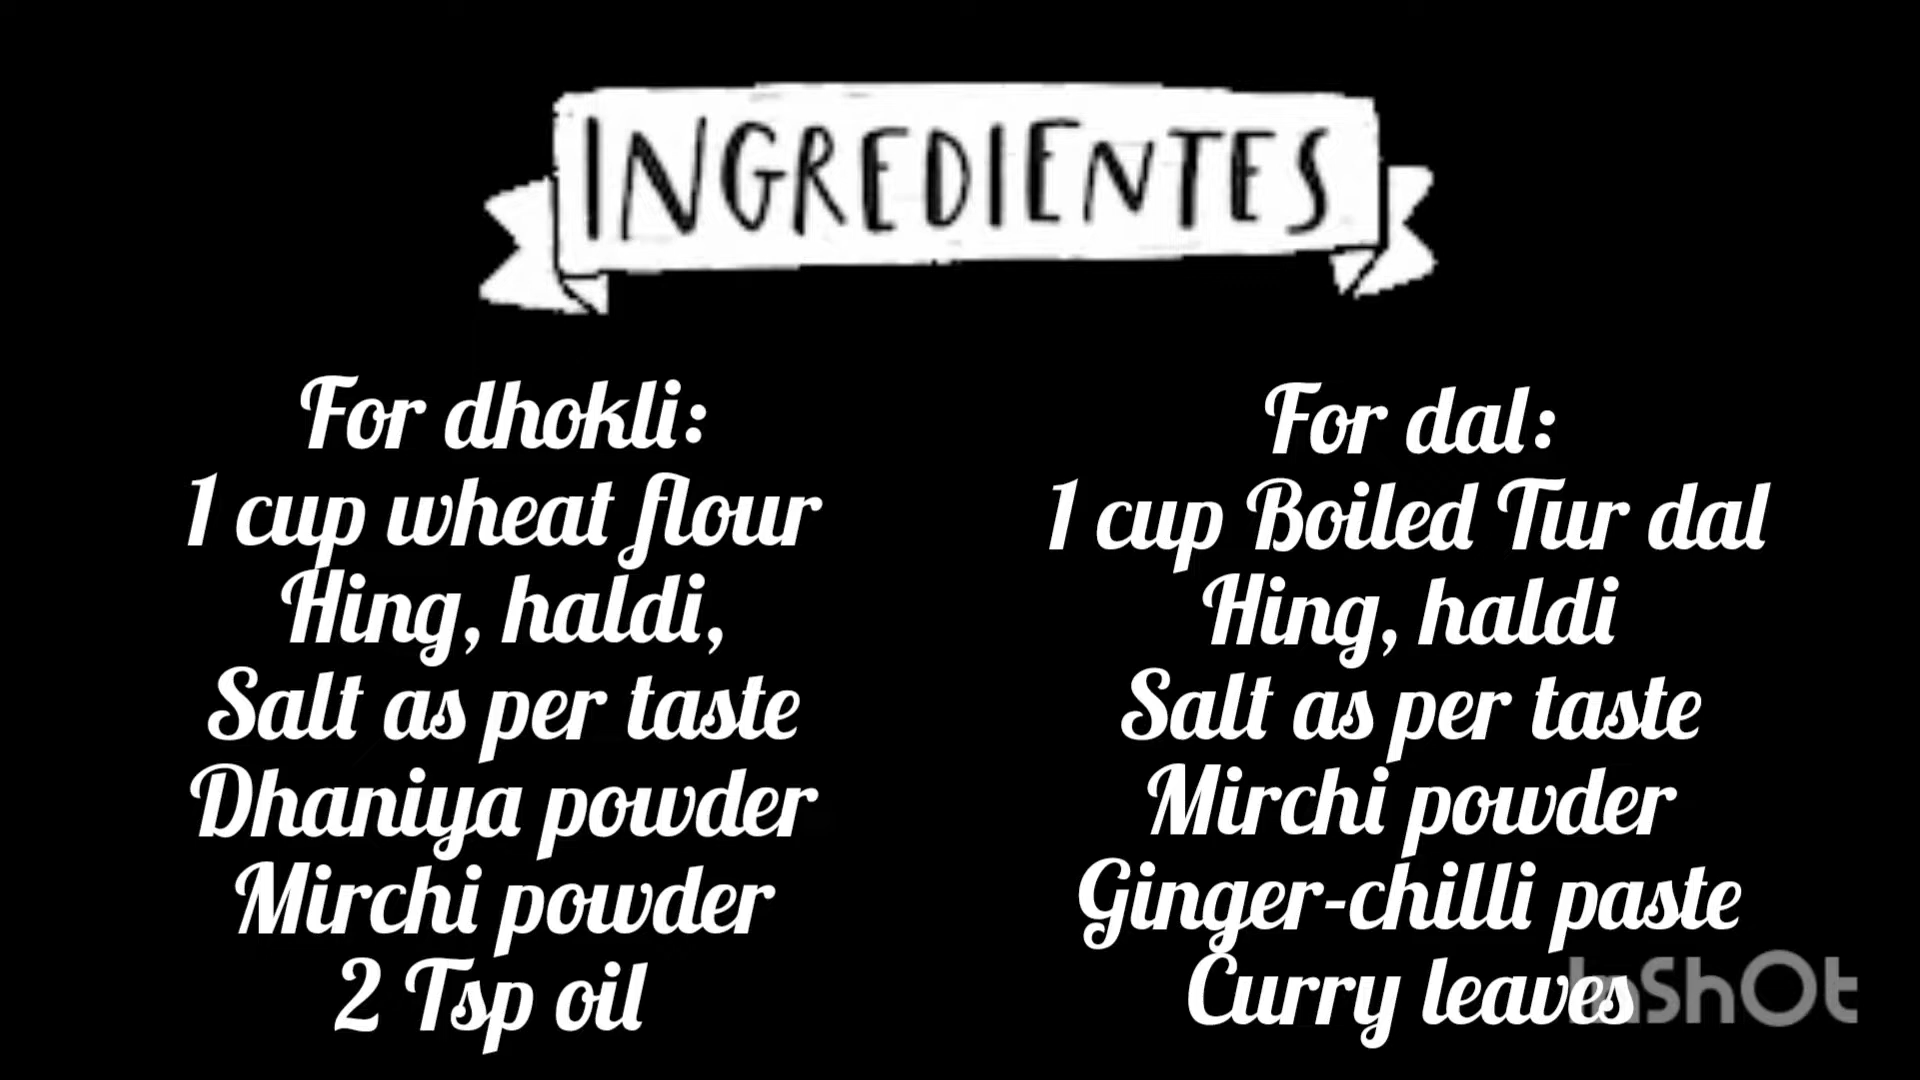 INGREDIENTES
For dhokli:
1 cup wheat flour
Hing, haldi,
Salt as per taste
Dhaniya powder
Mirchi powder
2 Tsp oil
For dal:
1 cup Boiled Tur dal
Hing, haldi
Salt as per taste
Mirchi powder
Ginger-chilli paste
Curry leaves
InShOt